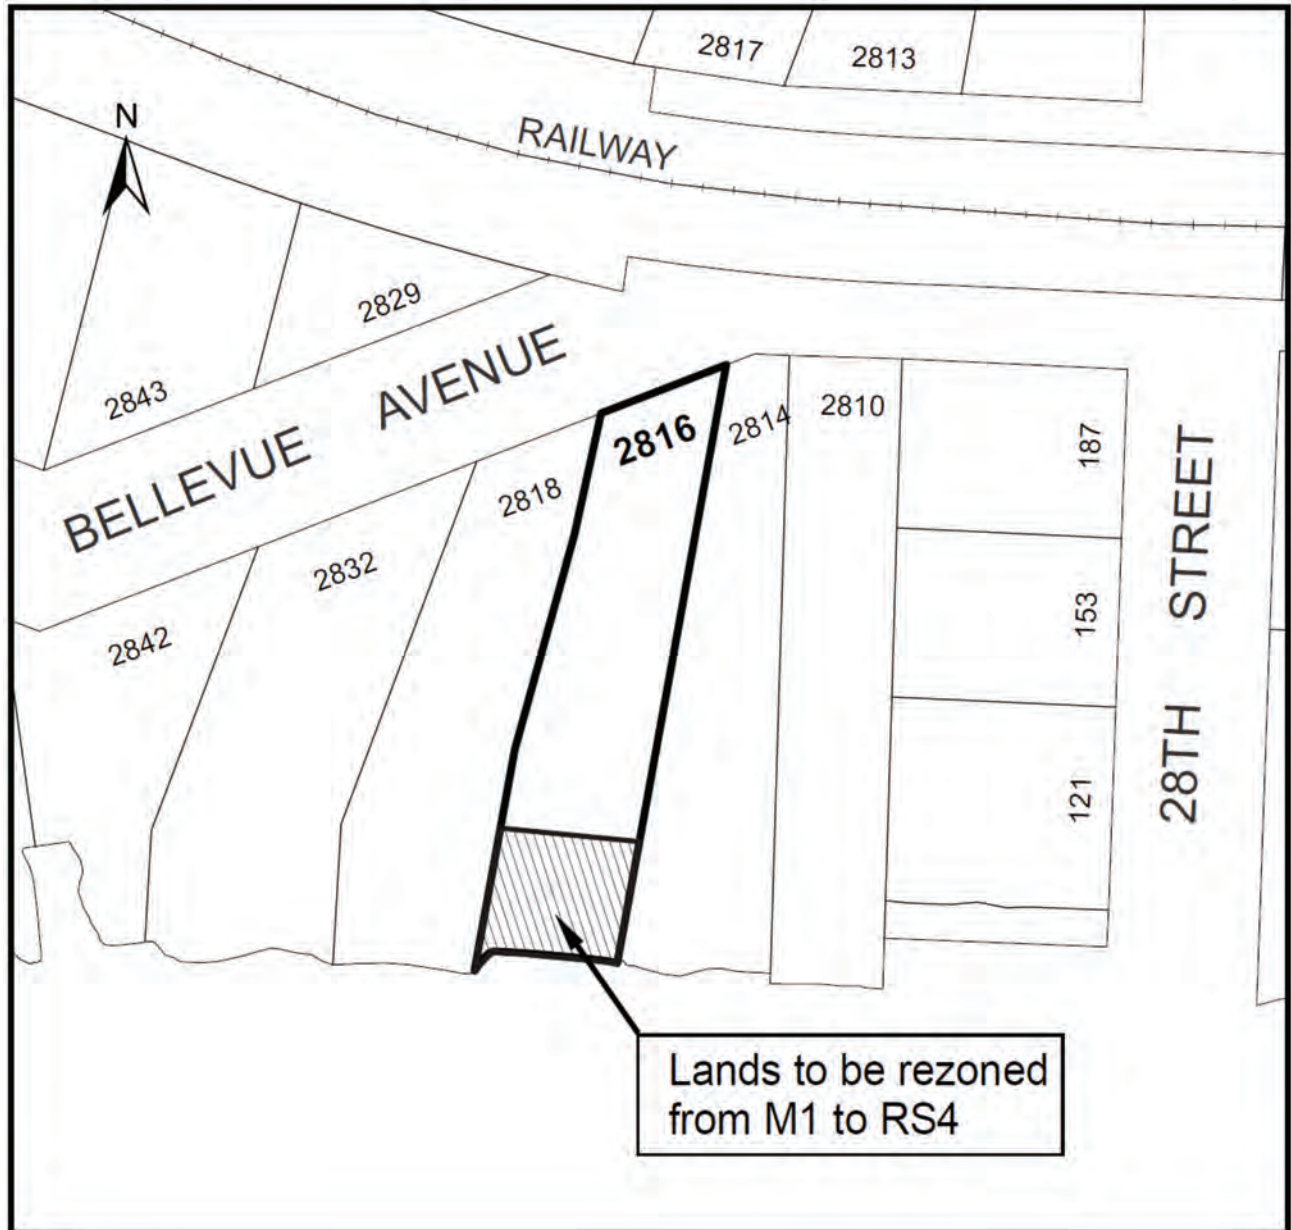 2817
2813
N
RAILWAY
2829
2843
BELLEVUE AVENUE
2816
2814
2810
187
2818
2832
2842
153
121
28TH STREET
Lands to be rezoned
from M1 to RS4